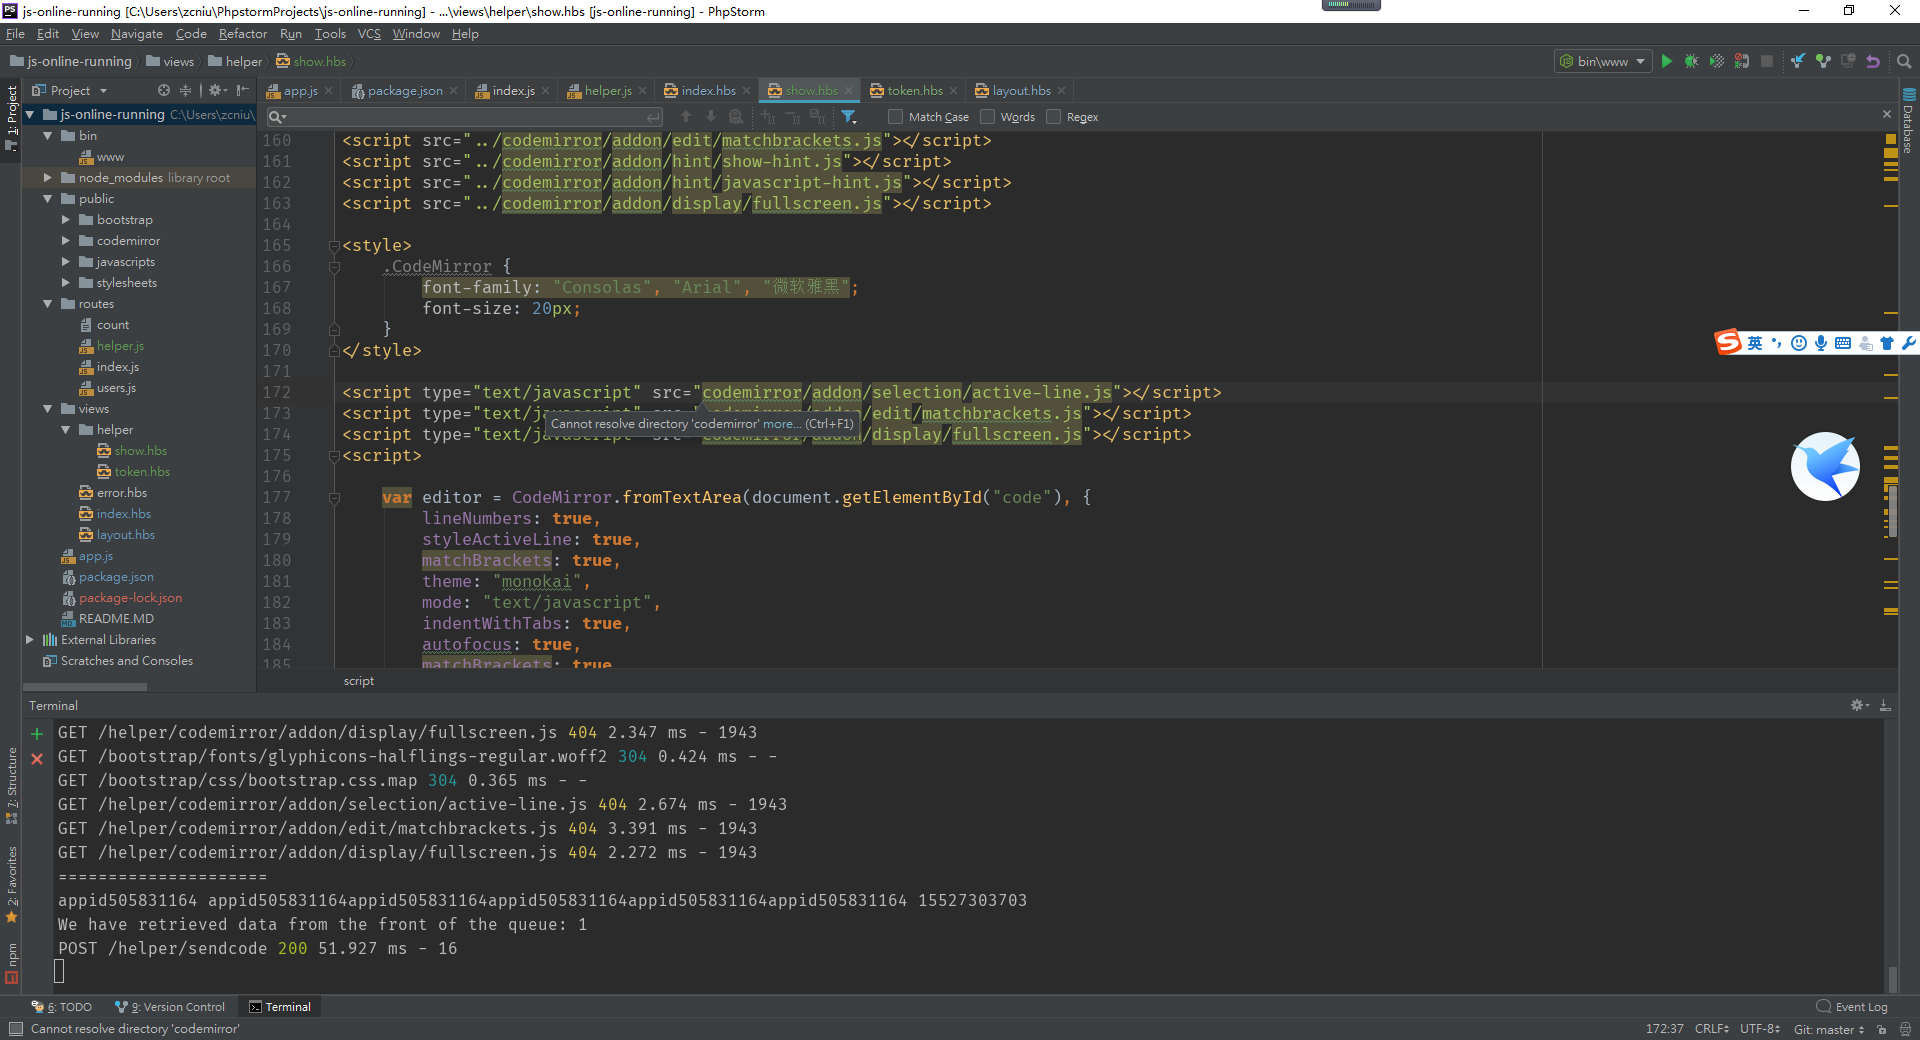 js-online-running [C:\Users\zcniu\PhpstormProjects\js-online-running] - ...\views\helper\show.hbs [js-online-running] - PhpStorm
File Edit View Navigate Code Refactor Run Tools VCS Window Help
js-online-running views helper show.hbs bin\www
Project
app.js package.json index.js helper.js index.hbs show.hbs token.hbs layout.hbs
Match Case Words Regex
1: Project
7: Structure
2: Favorites
npm
Database
js-online-running C:\Users\zcniu\
bin
www
node_modules library root
public
bootstrap
codemirror
javascripts
stylesheets
routes
count
helper.js
index.js
users.js
views
helper
show.hbs
token.hbs
error.hbs
index.hbs
layout.hbs
app.js
package.json
package-lock.json
README.MD
External Libraries
Scratches and Consoles
160 <script src="../codemirror/addon/edit/matchbrackets.js"></script>
161 <script src="../codemirror/addon/hint/show-hint.js"></script>
162 <script src="../codemirror/addon/hint/javascript-hint.js"></script>
163 <script src="../codemirror/addon/display/fullscreen.js"></script>
164
165 <style>
166 .CodeMirror {
167 font-family: "Consolas", "Arial", "微软雅黑";
168 font-size: 20px;
169 }
170 </style>
171
172 <script type="text/javascript" src="codemirror/addon/selection/active-line.js"></script>
173 <script type="text/javascript" src="codemirror/addon/edit/matchbrackets.js"></script>
Cannot resolve directory 'codemirror' more... (Ctrl+F1)
174 <script type="text/javascript" src="codemirror/addon/display/fullscreen.js"></script>
175 <script>
176
177 var editor = CodeMirror.fromTextArea(document.getElementById("code"), {
178 lineNumbers: true,
179 styleActiveLine: true,
180 matchBrackets: true,
181 theme: "monokai",
182 mode: "text/javascript",
183 indentWithTabs: true,
184 autofocus: true,
185 matchBrackets: true
script
英
Terminal
GET /helper/codemirror/addon/display/fullscreen.js 404 2.347 ms - 1943
GET /bootstrap/fonts/glyphicons-halflings-regular.woff2 304 0.424 ms - -
GET /bootstrap/css/bootstrap.css.map 304 0.365 ms - -
GET /helper/codemirror/addon/selection/active-line.js 404 2.674 ms - 1943
GET /helper/codemirror/addon/edit/matchbrackets.js 404 3.391 ms - 1943
GET /helper/codemirror/addon/display/fullscreen.js 404 2.272 ms - 1943
=====================
appid505831164 appid505831164appid505831164appid505831164appid505831164appid505831164 15527303703
We have retrieved data from the front of the queue: 1
POST /helper/sendcode 200 51.927 ms - 16
6: TODO 9: Version Control Terminal Event Log
Cannot resolve directory 'codemirror' 172:37 CRLF UTF-8 Git: master